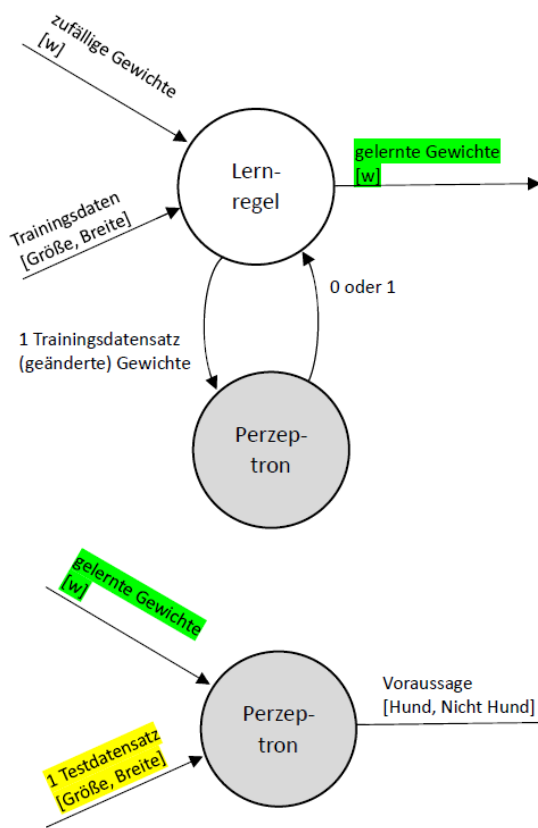 zufällige Gewichte
[w]
Lern-
regel
gelernte Gewichte
[w]
Trainingsdaten
[Größe, Breite]
0 oder 1
1 Trainingsdatensatz
(geänderte) Gewichte
Perzep-
tron
gelernte Gewichte
[w]
Perzep-
tron
Voraussage
[Hund, Nicht Hund]
1 Testdatensatz
[Größe, Breite]